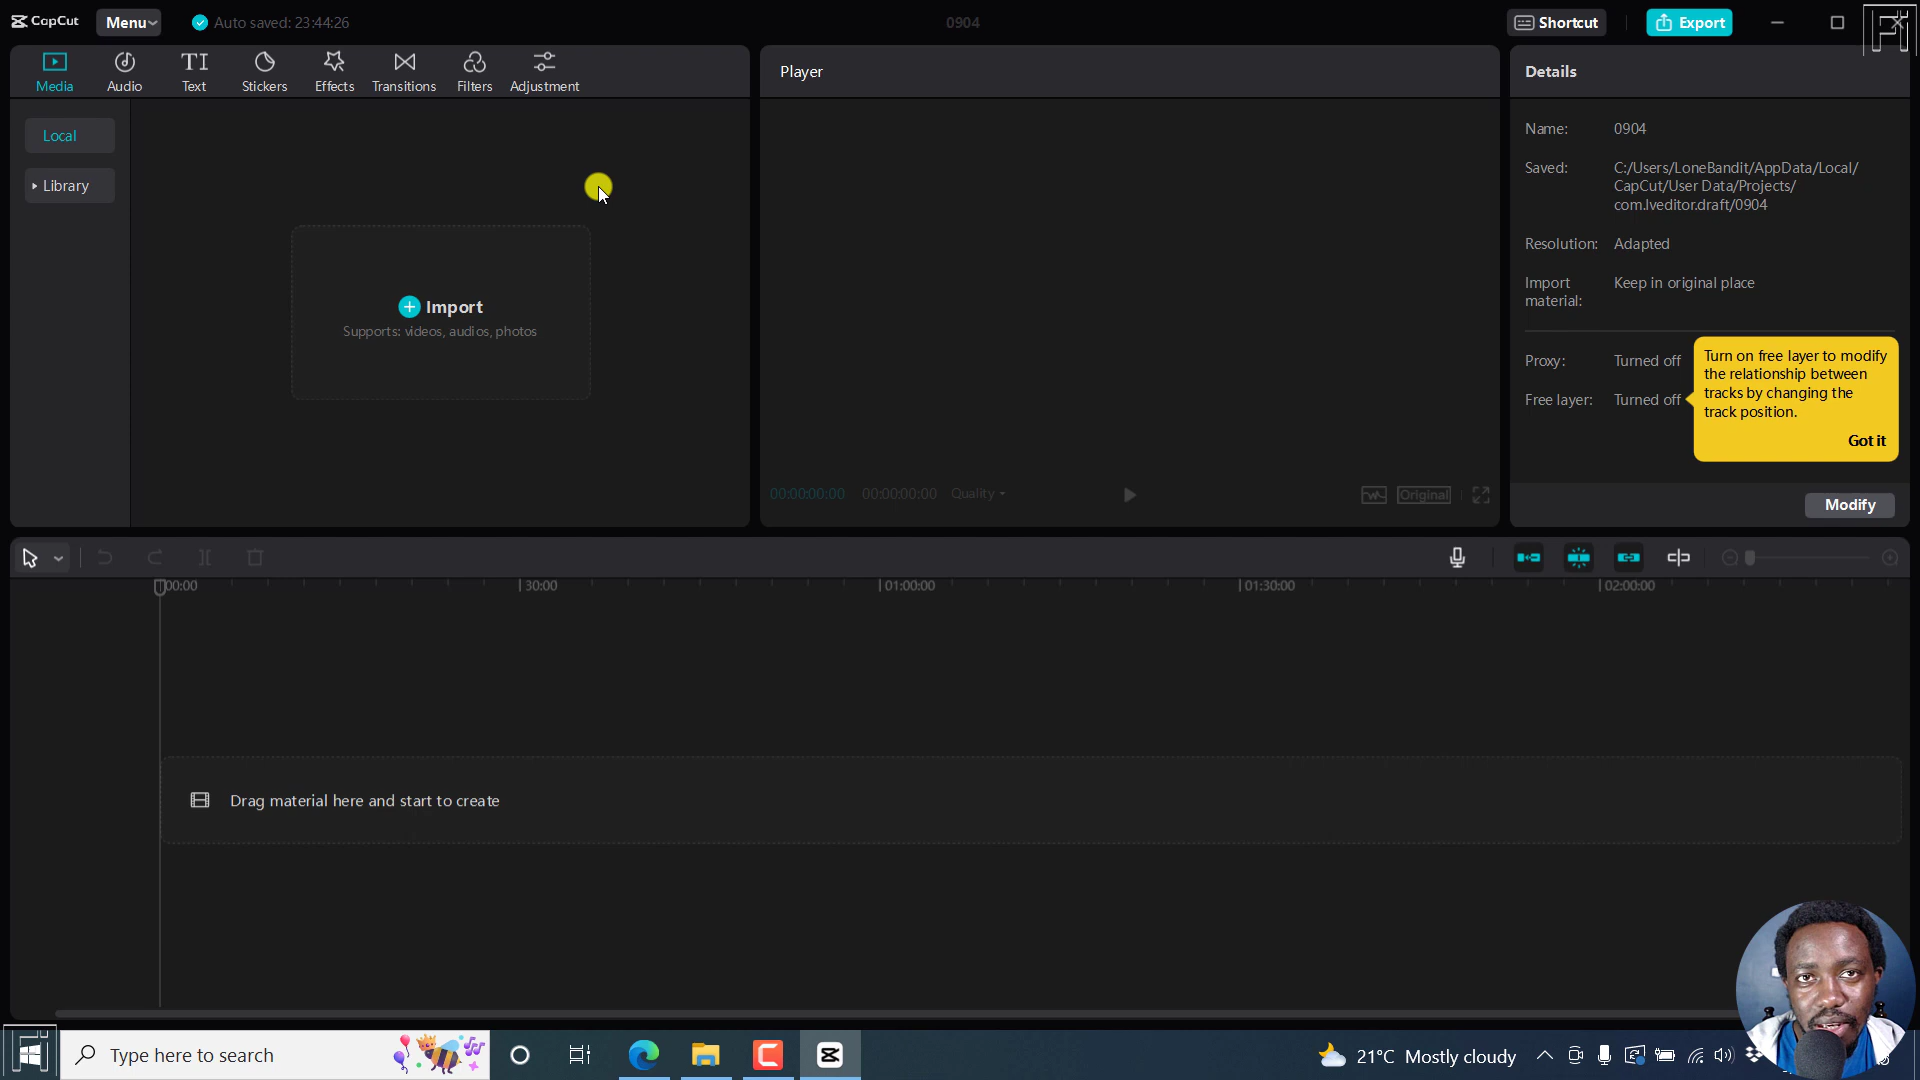 CapCut
Menu
Auto saved: 23:44:26
0904
Shortcut
Export
Media
Audio
Text
Stickers
Effects
Transitions
Filters
Adjustment
Local
Library
Import
Supports: videos, audios, photos
Player
00:00:00:00
00:00:00:00
Quality
Original
Details
Name:
0904
Saved:
C:/Users/LoneBandit/AppData/Local/
CapCut/User Data/Projects/
com.lveditor.draft/0904
Resolution:
Adapted
Import
material:
Keep in original place
Proxy:
Turned off
Free layer:
Turned off
Turn on free layer to modify
the relationship between
tracks by changing the
track position.
Got it
Modify
00:00
30:00
01:00:00
01:30:00
02:00:00
Drag material here and start to create
Type here to search
21°C Mostly cloudy